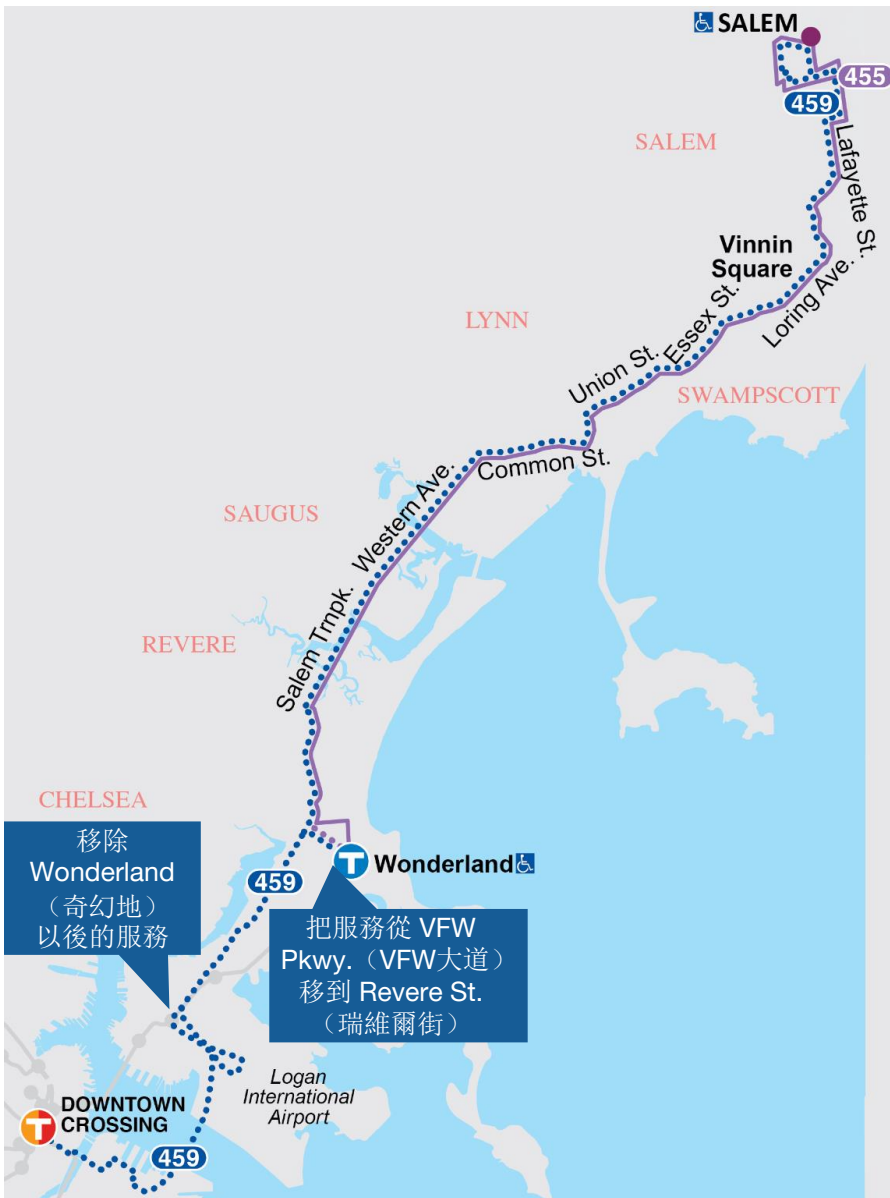 SALEM
455
459
SALEM
Lafayette St.
Vinnin
Square
Loring Ave.
Essex St.
LYNN
Union St.
SWAMPSCOTT
Common St.
Western Ave.
SAUGUS
Salem Trnpk.
REVERE
CHELSEA
移除
Wonderland
（奇幻地）
以後的服務
T Wonderland
459
把服務從 VFW
Pkwy.（VFW大道）
移到 Revere St.
（瑞維爾街）
Logan
International
Airport
T DOWNTOWN
CROSSING
459